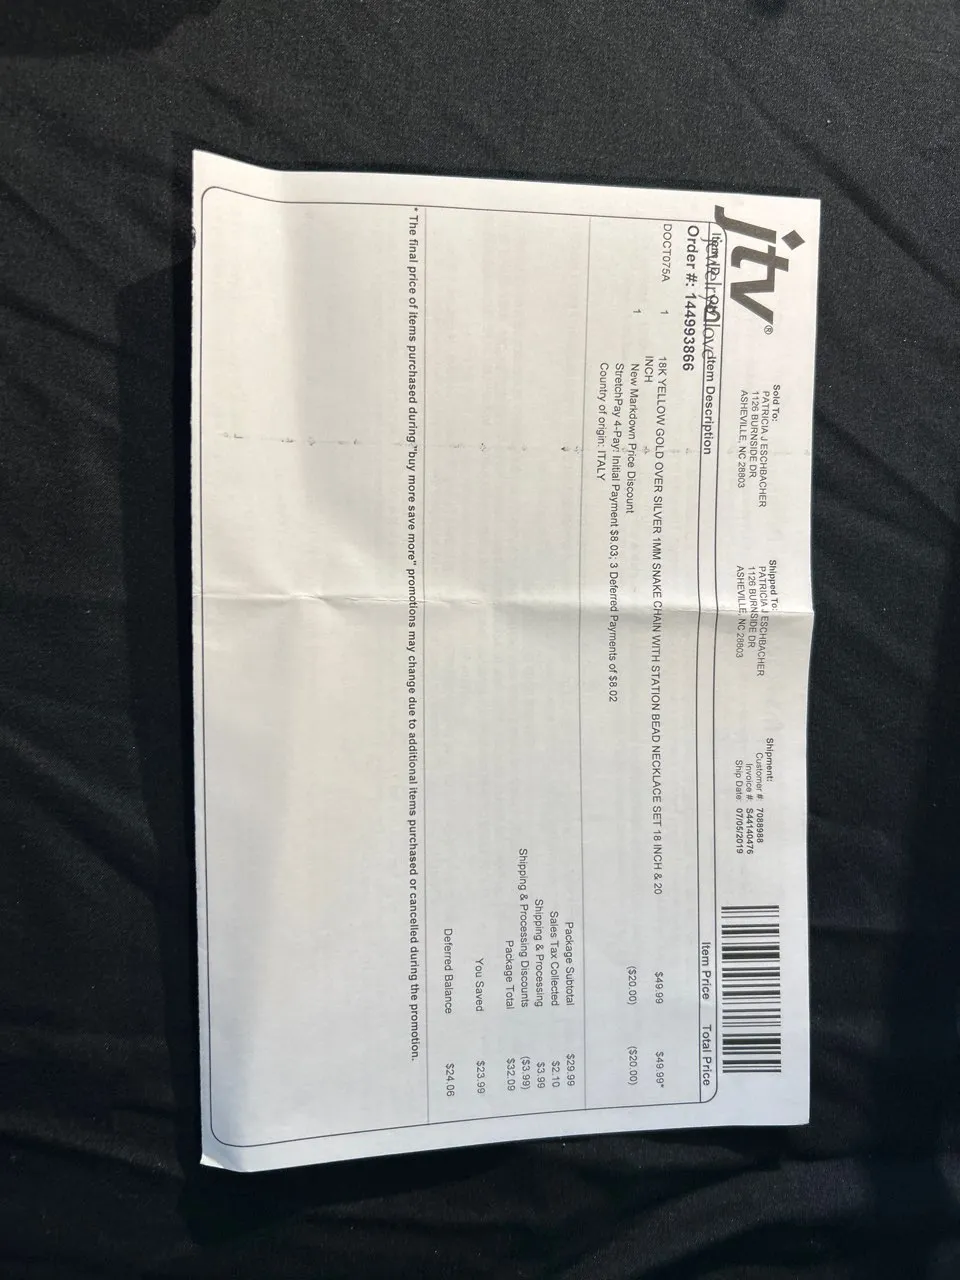 jtv®
jewelry love
Sold To:
PATRICIA J ESCHBACHER
1126 BURNSIDE DR
ASHEVILLE, NC 28803
Shipped To:
PATRICIA J ESCHBACHER
1126 BURNSIDE DR
ASHEVILLE, NC 28803
Shipment:
Customer #: 7088988
Invoice #: S44140476
Ship Date: 07/05/2019
Item Description Item Price Total Price
Order #: 144993866
DOCT075A 1 18K YELLOW GOLD OVER SILVER 1MM SNAKE CHAIN WITH STATION BEAD NECKLACE SET 18 INCH & 20 $49.99 $49.99*
INCH
1 New Markdown Price Discount ($20.00) ($20.00)
StretchPay 4-Pay: Initial Payment $8.03; 3 Deferred Payments of $8.02
Country of origin: ITALY
Package Subtotal $29.99
Sales Tax Collected $2.10
Shipping & Processing $3.99
Shipping & Processing Discounts ($3.99)
Package Total $32.09
You Saved $23.99
Deferred Balance $24.06
* The final price of items purchased during "buy more save more" promotions may change due to additional items purchased or cancelled during the promotion.